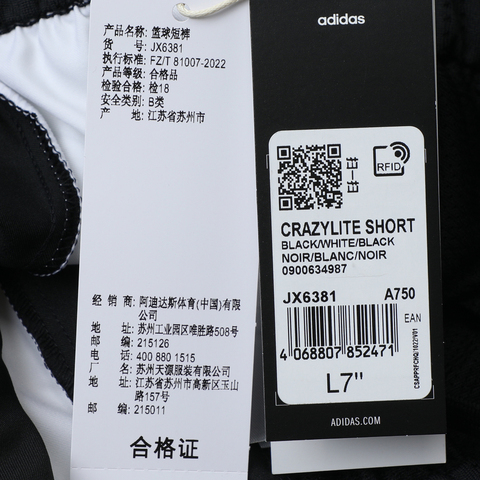 产品名称: 篮球短裤
货 号: JX6381
执行标准: FZ/T 81007-2022
产品等级: 合格品
检验合格: 检18
安全类别: B类
产 地: 江苏省苏州市
经 销 商: 阿迪达斯体育(中国)有限
公司
地 址: 苏州工业园区唯胜路508号
邮 编: 215126
电 话: 400 880 1515
厂 名: 苏州天源服装有限公司
地 址: 江苏省苏州市高新区玉山
路157号
邮 编: 215011
合格证
adidas
RFID
CRAZYLITE SHORT
BLACK/WHITE/BLACK
NOIR/BLANC/NOIR
0900634987
JX6381 A750
EAN
4 068807 852471
L7"
ADIDAS.COM